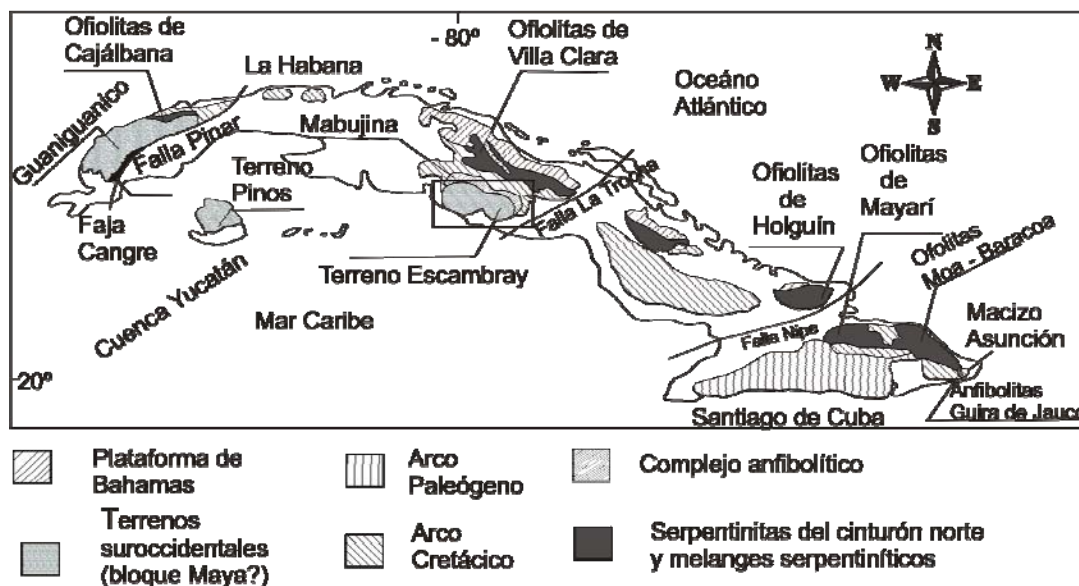 Ofiolitas de
Cajálbana
- 80º
Ofiolitas de
Villa Clara
La Habana
Océano
Atlántico
N
W
E
S
Guaniguanico
Falla Pinar
Mabujina
Terreno
Pinos
Falla La Trocha
Ofiolítas
de
Holguín
Ofiolitas
de
Mayarí
Faja
Cangre
Terreno Escambray
Ofolitas
Moa - Baracoa
Cuenca Yucatán
Mar Caribe
Macizo
Asunción
Falla Nipe
20º
Anfibolitas
Guira de Jauco
Santiago de Cuba
Plataforma de
Bahamas
Arco
Paleógeno
Complejo anfibolítico
Terrenos
suroccidentales
(bloque Maya?)
Arco
Cretácico
Serpentinitas del cinturón norte
y melanges serpentiníticos